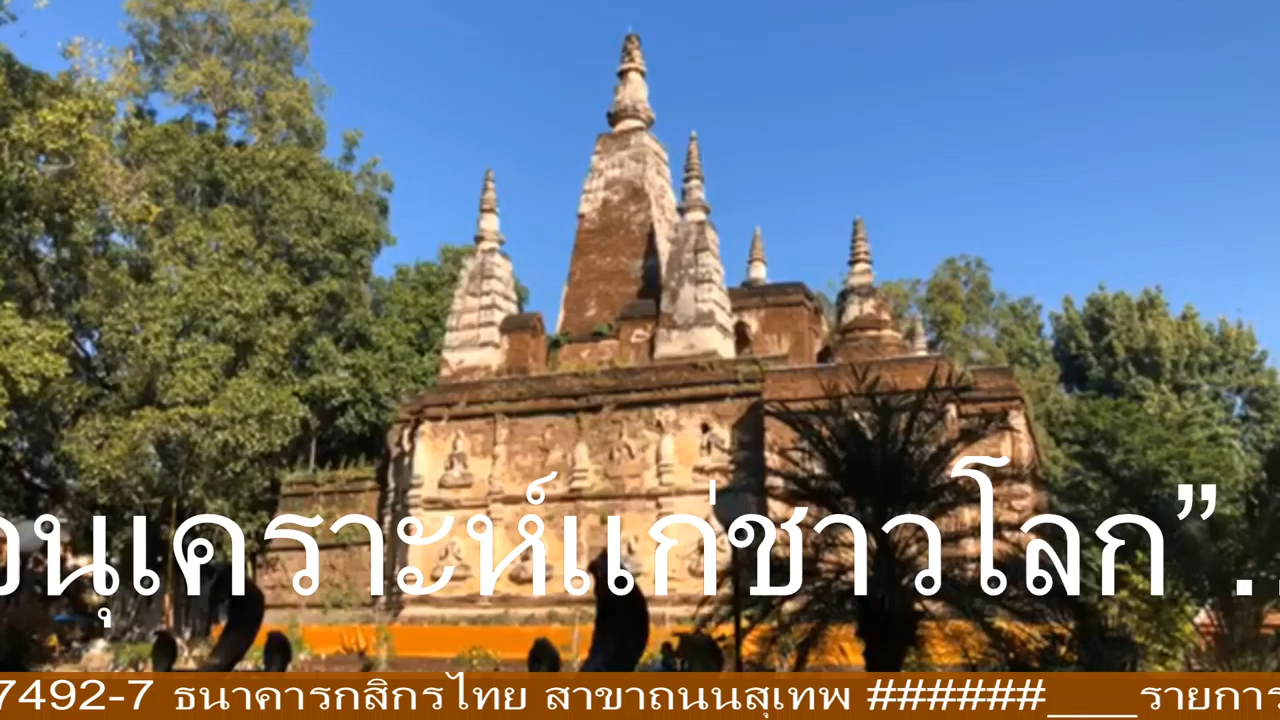 อนุเคราะห์แก่ชาวโลก”..
7492-7 ธนาคารกสิกรไทย สาขาถนนสุเทพ ######___รายการ